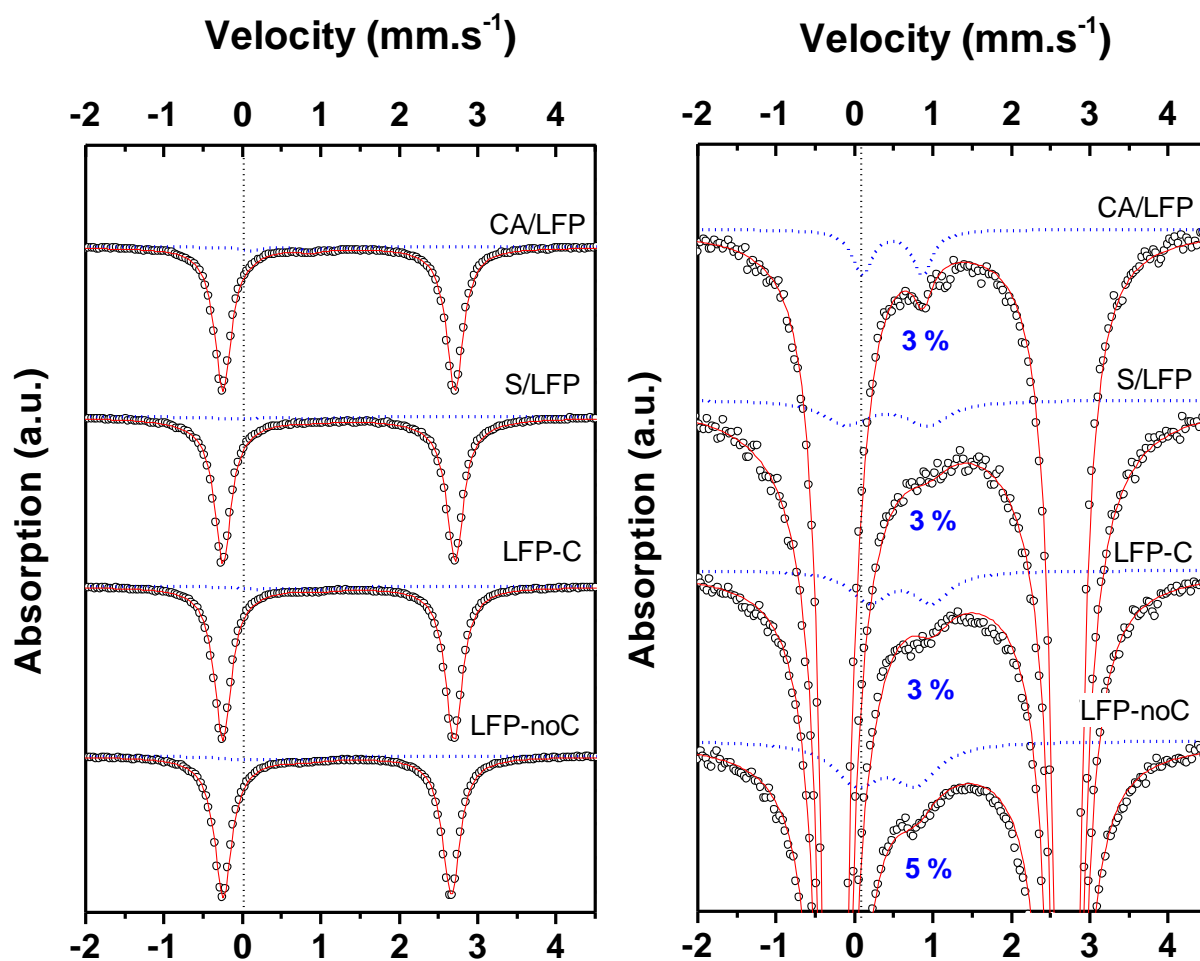 Velocity (mm.s-1)
-2 -1 0 1 2 3 4
Absorption (a.u.)
CA/LFP
S/LFP
LFP-C
LFP-noC
-2 -1 0 1 2 3 4
Velocity (mm.s-1)
-2 -1 0 1 2 3 4
Absorption (a.u.)
CA/LFP
3 %
S/LFP
3 %
LFP-C
3 %
LFP-noC
5 %
-2 -1 0 1 2 3 4